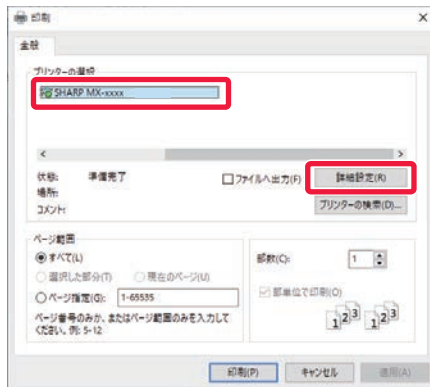 印刷
全般
プリンターの選択
SHARP MX-xxxx
状態: 準備完了
場所:
コメント:
ファイルへ出力(F)
詳細設定(R)
プリンターの検索(D)...
ページ範囲
すべて(L)
選択した部分(T) 現在のページ(U)
ページ指定(G): 1-65535
ページ番号のみか、またはページ範囲のみを入力して
ください。例: 5-12
部数(C): 1
部単位で印刷(O)
1 2 3 1 2 3
印刷(P) キャンセル 適用(A)